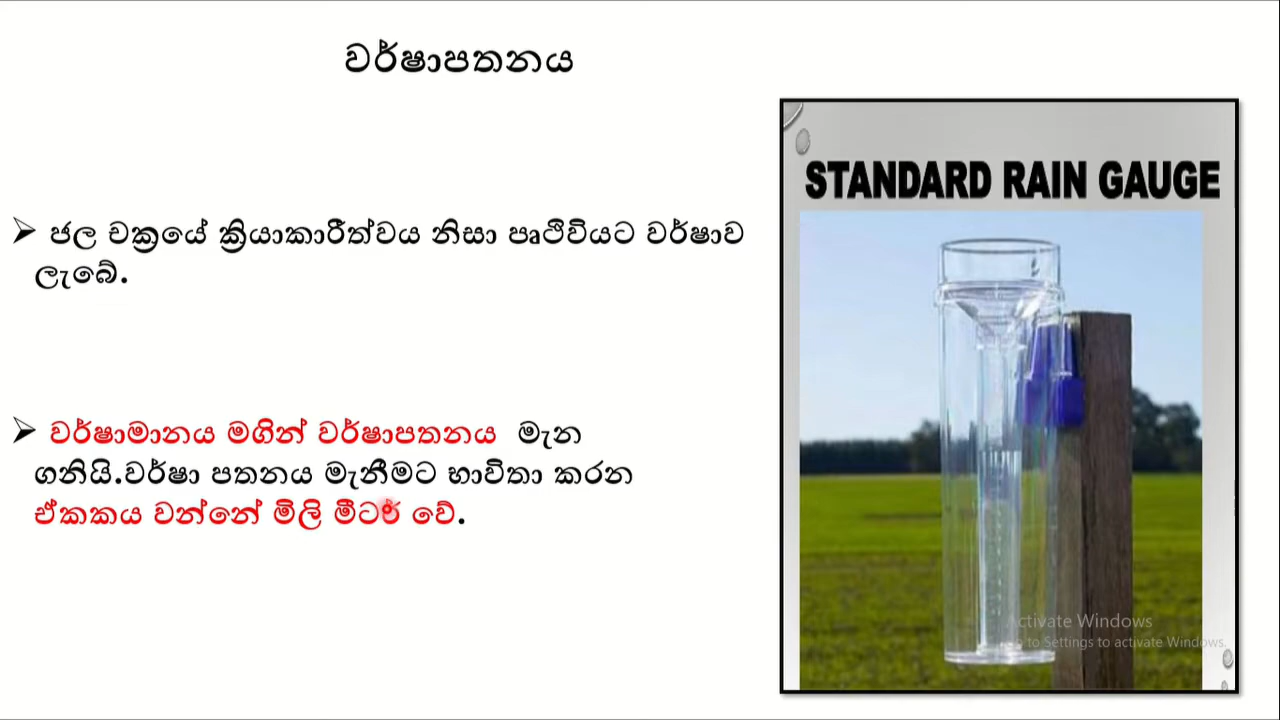 වර්ෂාපතනය
➢ ජල චක්‍රයේ ක්‍රියාකාරීත්වය නිසා පෘථිවියට වර්ෂාව
ලැබේ.
➢ වර්ෂාමානය මගින් වර්ෂාපතනය මැන
ගනියි.වර්ෂා පතනය මැනීමට භාවිතා කරන
ඒකකය වන්නේ මිලි මීටර් වේ.
STANDARD RAIN GAUGE
Activate Windows
to Settings to activate Windows.